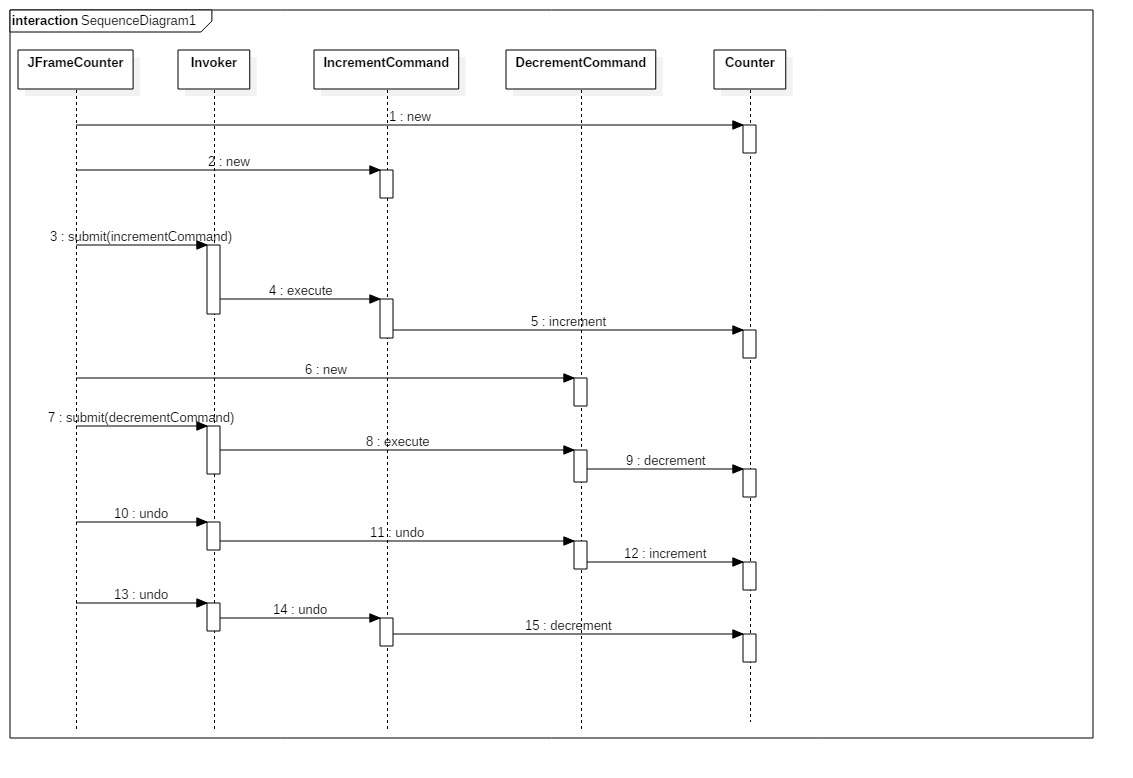 interaction SequenceDiagram1
JFrameCounter
Invoker
IncrementCommand
DecrementCommand
Counter
1 : new
2 : new
3 : submit(incrementCommand)
4 : execute
5 : increment
6 : new
7 : submit(decrementCommand)
8 : execute
9 : decrement
10 : undo
11 : undo
12 : increment
13 : undo
14 : undo
15 : decrement